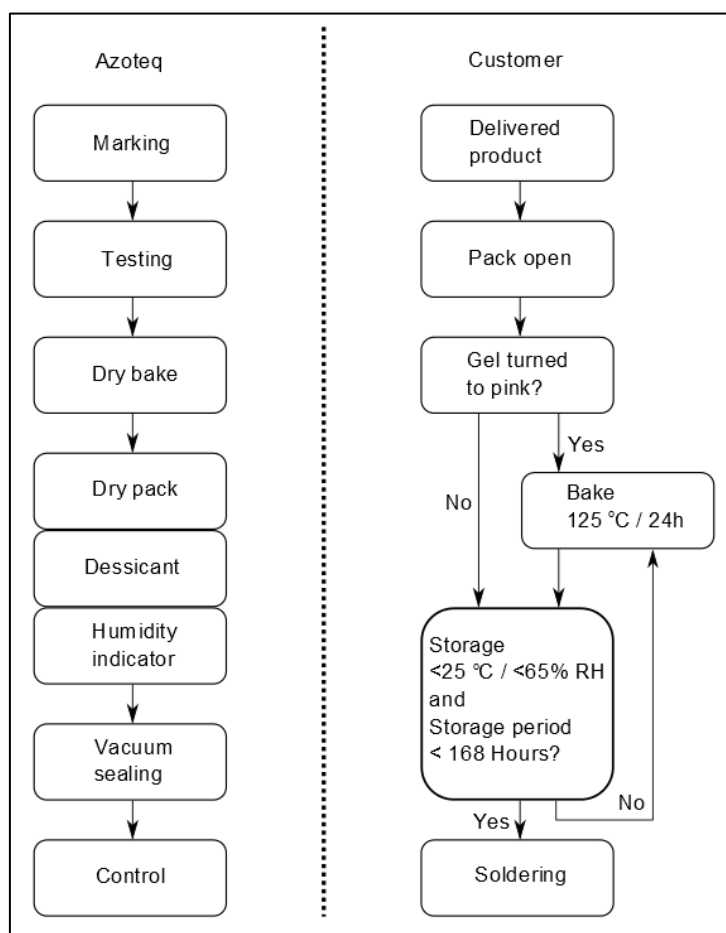 Azoteq
Marking
Testing
Dry bake
Dry pack
Dessicant
Humidity
indicator
Vacuum
sealing
Control
Customer
Delivered
product
Pack open
Gel turned
to pink?
Yes
No
Bake
125 °C / 24h
Storage
<25 °C / <65% RH
and
Storage period
< 168 Hours?
No
Yes
Soldering